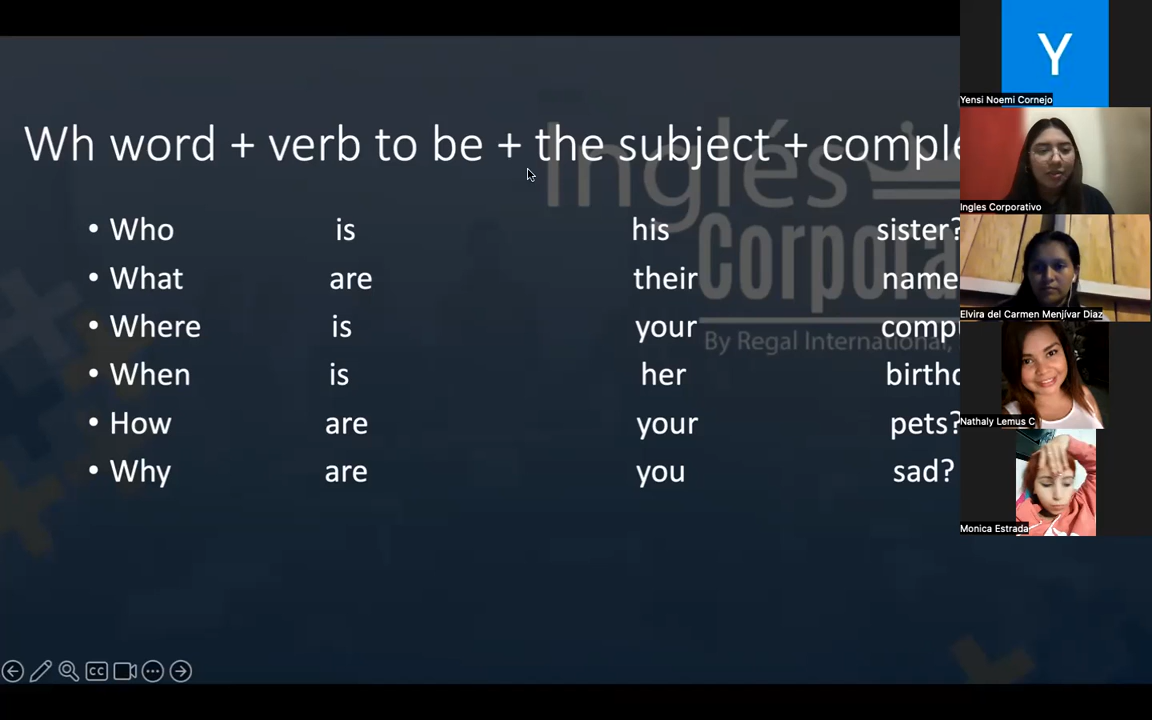 Wh word + verb to be + the subject + comple
• Who is his sister?
• What are their name
• Where is your comp
• When is her birthd
• How are your pets?
• Why are you sad?
Inglés
Corpora
By Regal International,
CC
Y
Yensi Noemi Cornejo
Ingles Corporativo
Elvira del Carmen Menjívar Diaz
Nathaly Lemus C
Monica Estrada